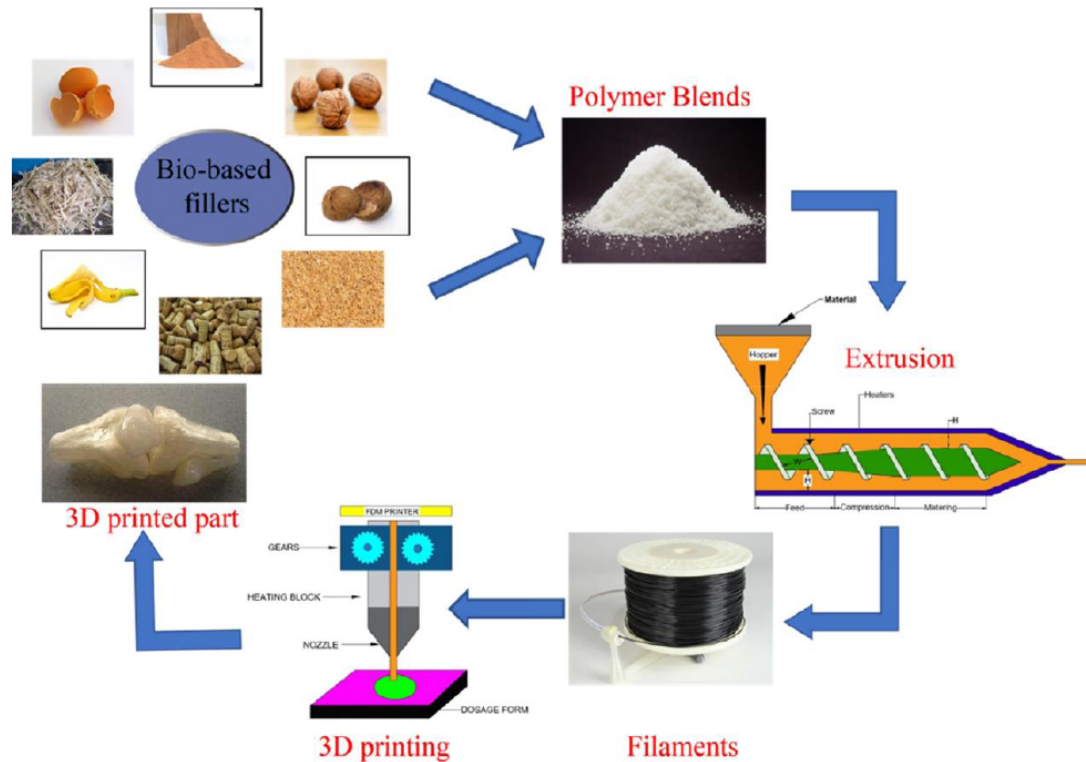 Polymer Blends
Bio-based
fillers
Material
Hopper
Extrusion
Heaters
Screw
H
W
H
Feed
Compression
Metering
3D printed part
FDM PRINTER
GEARS
HEATING BLOCK
NOZZLE
DOSAGE FORM
3D printing
Filaments